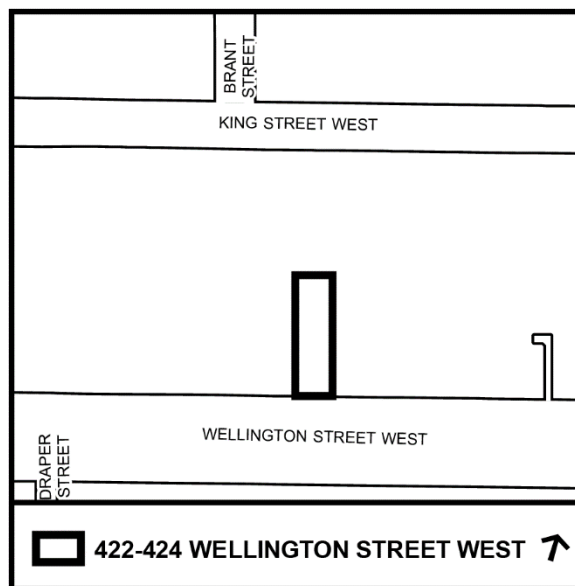 BRANT
STREET
KING STREET WEST
WELLINGTON STREET WEST
DRAPER
STREET
422-424 WELLINGTON STREET WEST